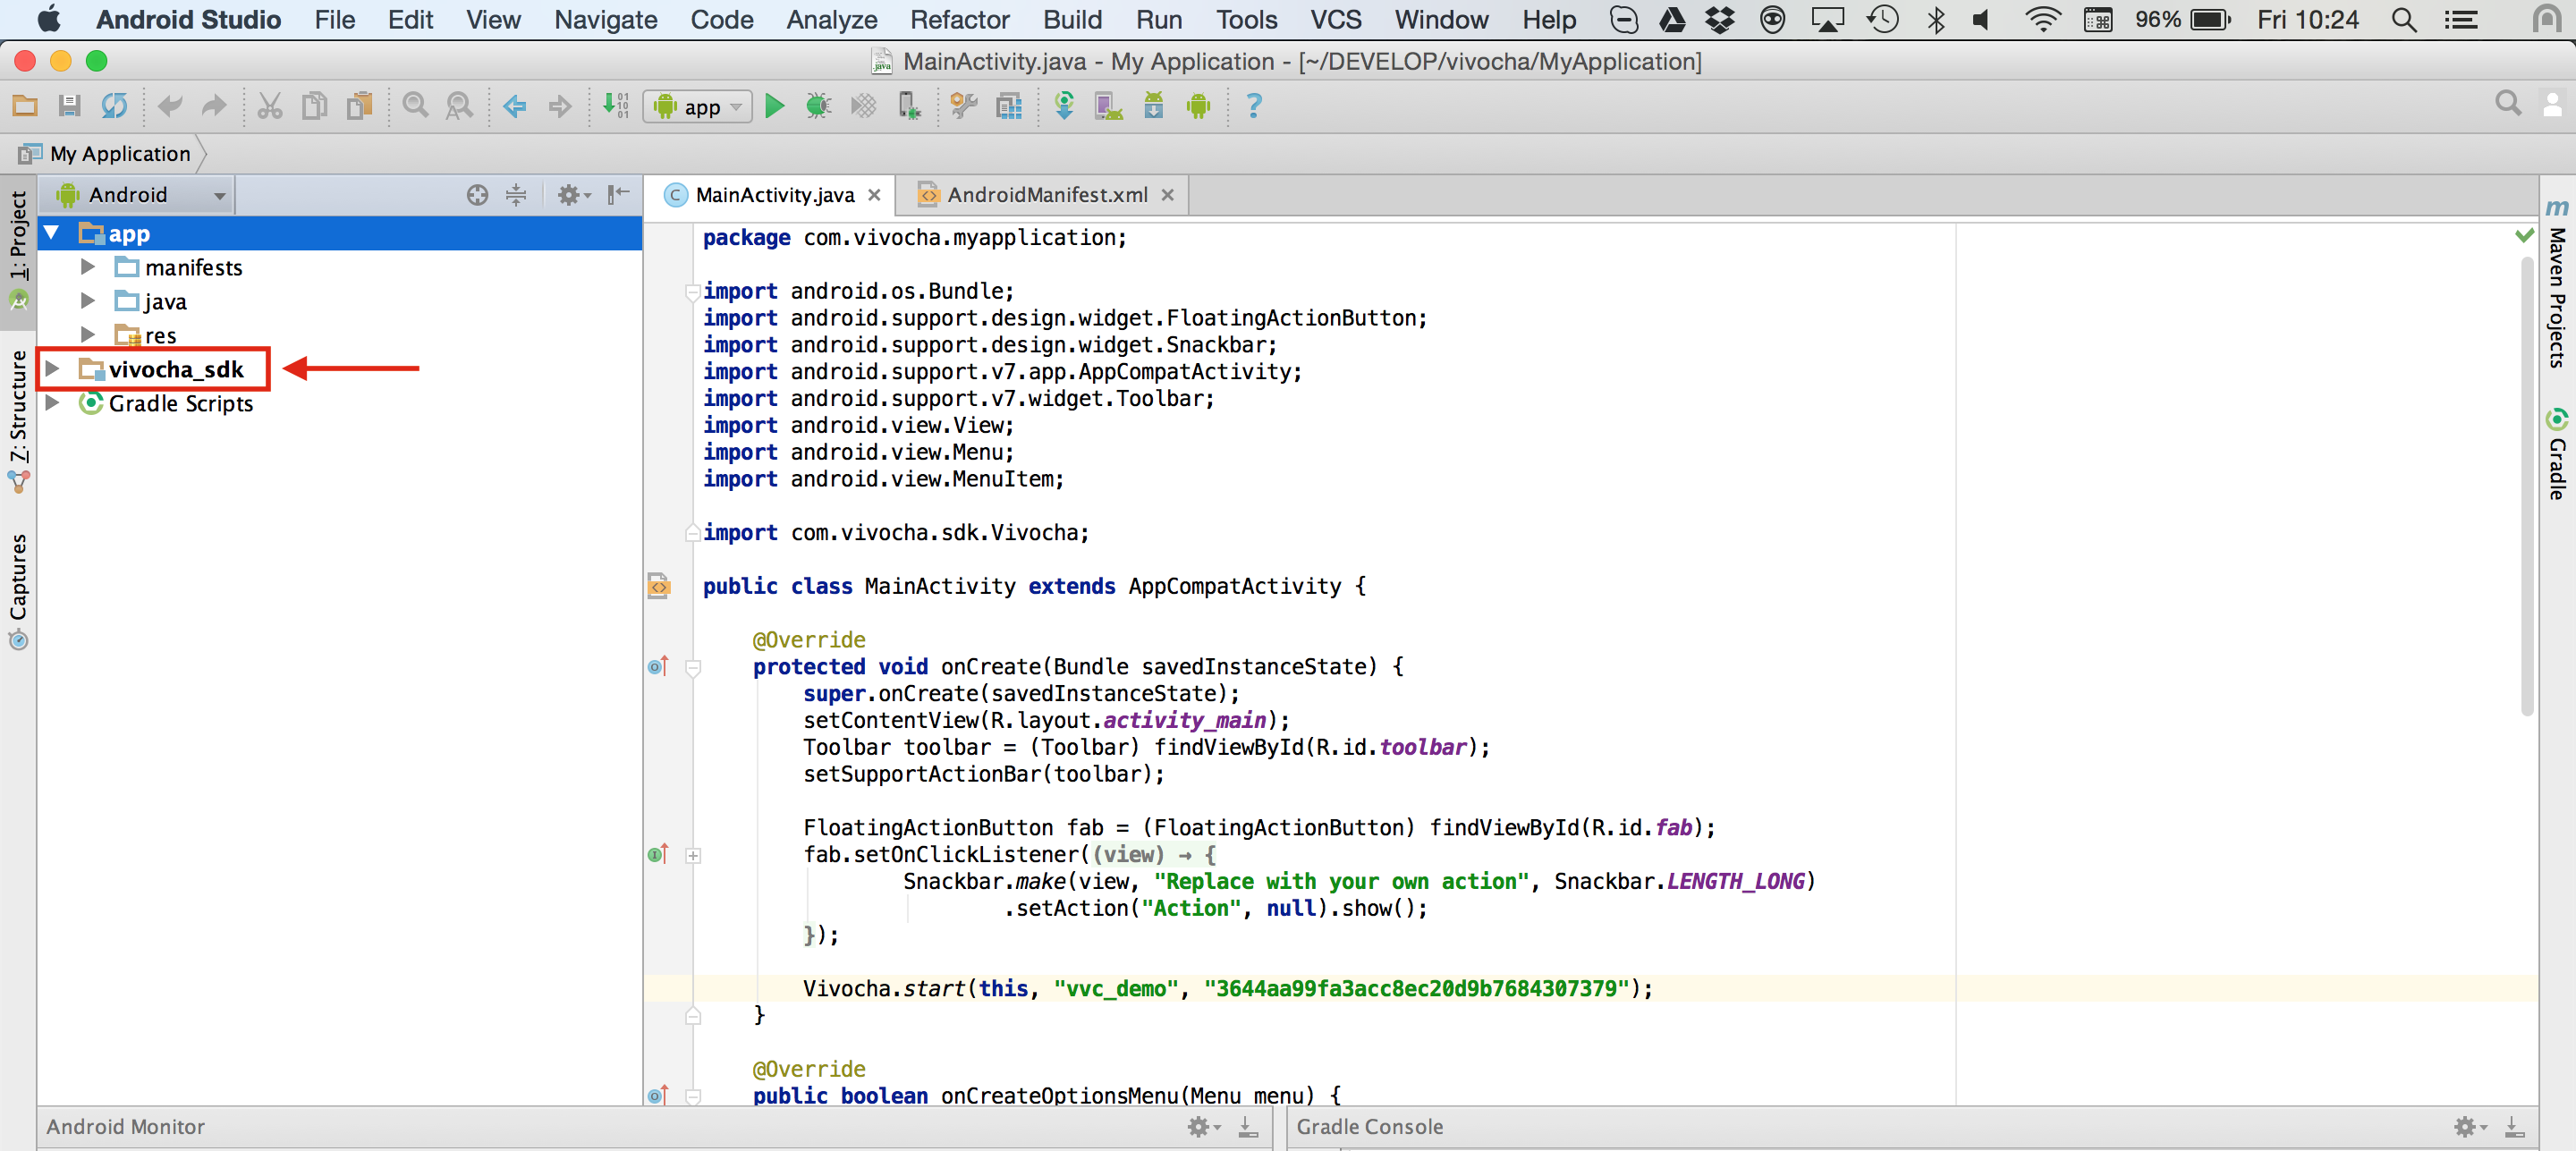 Android Studio File Edit View Navigate Code Analyze Refactor Build Run Tools VCS Window Help 96% Fri 10:24
MainActivity.java - My Application - [~/DEVELOP/vivocha/MyApplication]
app
My Application
Android
MainActivity.java AndroidManifest.xml
1: Project
7: Structure
Captures
app
manifests
java
res
vivocha_sdk
Gradle Scripts
package com.vivocha.myapplication;
import android.os.Bundle;
import android.support.design.widget.FloatingActionButton;
import android.support.design.widget.Snackbar;
import android.support.v7.app.AppCompatActivity;
import android.support.v7.widget.Toolbar;
import android.view.View;
import android.view.Menu;
import android.view.MenuItem;
import com.vivocha.sdk.Vivocha;
public class MainActivity extends AppCompatActivity {
@Override
protected void onCreate(Bundle savedInstanceState) {
super.onCreate(savedInstanceState);
setContentView(R.layout.activity_main);
Toolbar toolbar = (Toolbar) findViewById(R.id.toolbar);
setSupportActionBar(toolbar);
FloatingActionButton fab = (FloatingActionButton) findViewById(R.id.fab);
fab.setOnClickListener((view) → {
Snackbar.make(view, "Replace with your own action", Snackbar.LENGTH_LONG)
.setAction("Action", null).show();
});
Vivocha.start(this, "vvc_demo", "3644aa99fa3acc8ec20d9b7684307379");
}
@Override
public boolean onCreateOptionsMenu(Menu menu) {
Maven Projects
Gradle
Android Monitor
Gradle Console